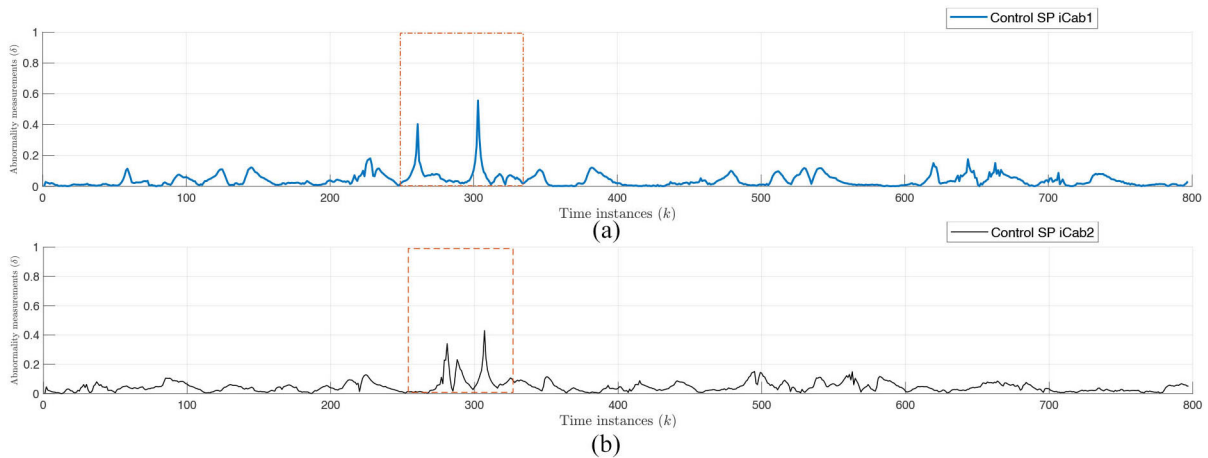 Control SP iCab1
Abnormality measurements (δ)
1
0.8
0.6
0.4
0.2
0
0 100 200 300 400 500 600 700 800
Time instances (k)
(a)
Control SP iCab2
Abnormality measurements (δ)
1
0.8
0.6
0.4
0.2
0
0 100 200 300 400 500 600 700 800
Time instances (k)
(b)